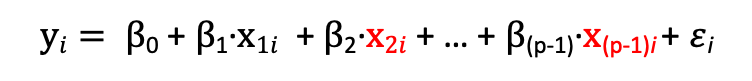 yᵢ = β₀ + β₁·x₁ᵢ + β₂·x₂ᵢ + … + β₍ₚ₋₁₎·x₍ₚ₋₁₎ᵢ + εᵢ